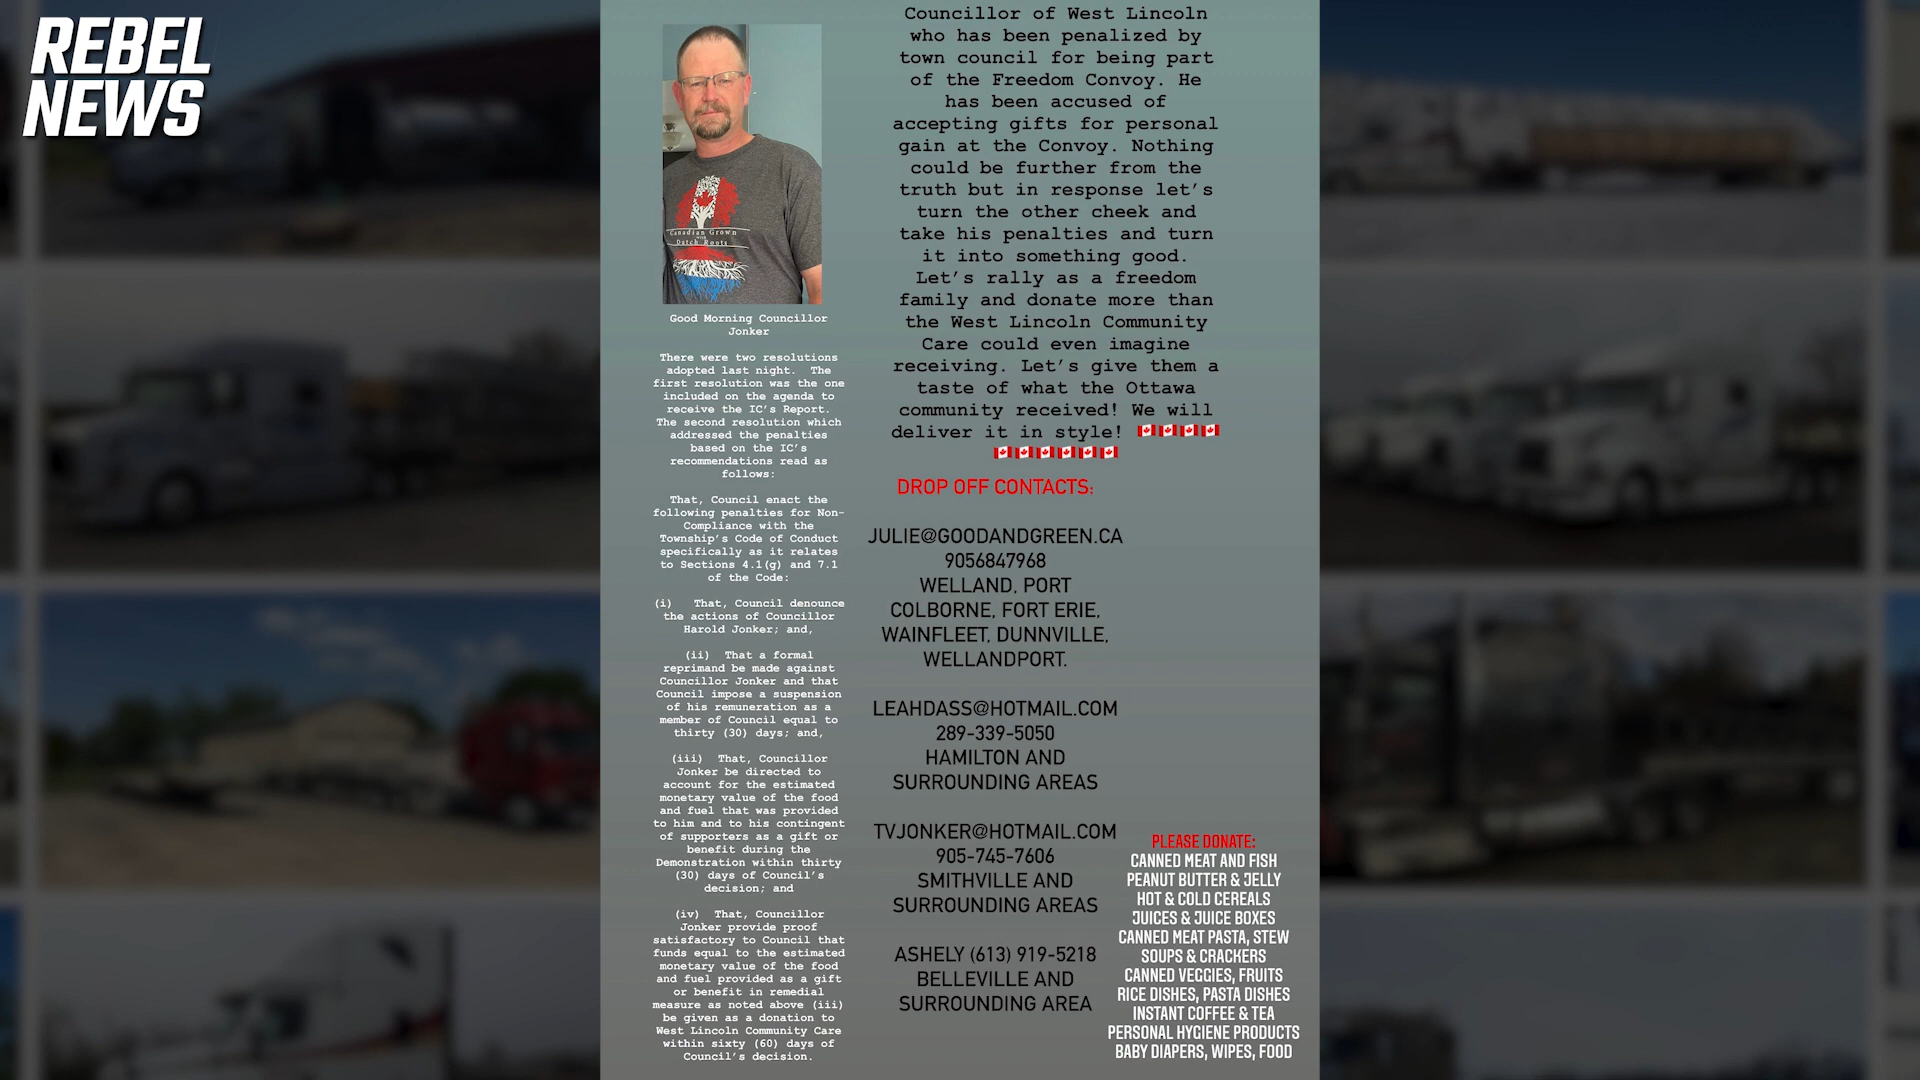 REBEL
NEWS
Canadian Grown
with
Dutch Roots
Good Morning Councillor
Jonker
There were two resolutions
adopted last night.  The
first resolution was the one
included on the agenda to
receive the IC's Report.
The second resolution which
addressed the penalties
based on the IC's
recommendations read as
follows:
That, Council enact the
following penalties for Non-
Compliance with the
Township's Code of Conduct
specifically as it relates
to Sections 4.1(g) and 7.1
of the Code:
(i)   That, Council denounce
the actions of Councillor
Harold Jonker; and,
(ii)  That a formal
reprimand be made against
Councillor Jonker and that
Council impose a suspension
of his remuneration as a
member of Council equal to
thirty (30) days; and,
(iii)  That, Councillor
Jonker be directed to
account for the estimated
monetary value of the food
and fuel that was provided
to him and to his contingent
of supporters as a gift or
benefit during the
Demonstration within thirty
(30) days of Council's
decision; and
(iv)  That, Councillor
Jonker provide proof
satisfactory to Council that
funds equal to the estimated
monetary value of the food
and fuel provided as a gift
or benefit in remedial
measure as noted above (iii)
be given as a donation to
West Lincoln Community Care
within sixty (60) days of
Council's decision.
Councillor of West Lincoln
who has been penalized by
town council for being part
of the Freedom Convoy. He
has been accused of
accepting gifts for personal
gain at the Convoy. Nothing
could be further from the
truth but in response let's
turn the other cheek and
take his penalties and turn
it into something good.
Let's rally as a freedom
family and donate more than
the West Lincoln Community
Care could even imagine
receiving. Let's give them a
taste of what the Ottawa
community received! We will
deliver it in style! 🇨🇦🇨🇦🇨🇦🇨🇦
🇨🇦🇨🇦🇨🇦🇨🇦🇨🇦🇨🇦
DROP OFF CONTACTS:
JULIE@GOODANDGREEN.CA
9056847968
WELLAND, PORT
COLBORNE, FORT ERIE,
WAINFLEET, DUNNVILLE,
WELLANDPORT.
LEAHDASS@HOTMAIL.COM
289-339-5050
HAMILTON AND
SURROUNDING AREAS
TVJONKER@HOTMAIL.COM
905-745-7606
SMITHVILLE AND
SURROUNDING AREAS
ASHELY (613) 919-5218
BELLEVILLE AND
SURROUNDING AREA
PLEASE DONATE:
CANNED MEAT AND FISH
PEANUT BUTTER & JELLY
HOT & COLD CEREALS
JUICES & JUICE BOXES
CANNED MEAT PASTA, STEW
SOUPS & CRACKERS
CANNED VEGGIES, FRUITS
RICE DISHES, PASTA DISHES
INSTANT COFFEE & TEA
PERSONAL HYGIENE PRODUCTS
BABY DIAPERS, WIPES, FOOD